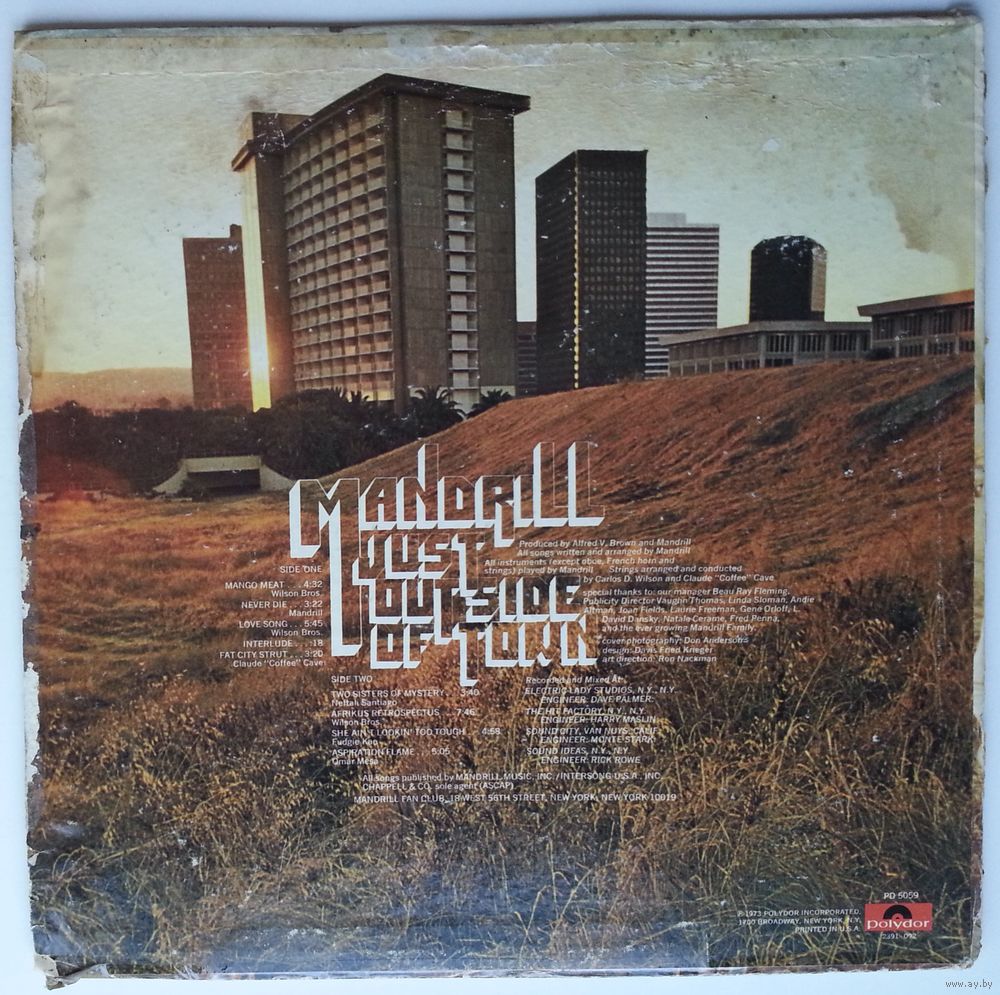 MANDRILL
JUST
OUTSIDE
OF TOWN
Produced by Alfred V. Brown and Mandrill
All songs written and arranged by Mandrill
All instruments (except oboe, French horn and
strings) played by Mandrill Strings arranged and conducted
by Carlos D. Wilson and Claude "Coffee" Cave
special thanks to: our manager Beau Ray Fleming,
Publicity Director Vaughn Thomas, Linda Sloman, Andie
Altman, Joan Fields, Laurie Freeman, Gene Orloff, L.
David Dansky, Natale Cerame, Fred Penna,
and the ever growing Mandrill Family.
cover photography: Don Andersons
design: Davis Fried Krieger
art direction: Ron Nackman
SIDE ONE
MANGO MEAT . . . 4:32
Wilson Bros.
NEVER DIE . . . 3:22
Mandrill
LOVE SONG . . . 5:45
Wilson Bros.
INTERLUDE . . . :18
FAT CITY STRUT . . . 3:20
Claude "Coffee" Cave
SIDE TWO
TWO SISTERS OF MYSTERY . . . 3:40
Neftali Santiago
AFRIKUS RETROSPECTUS . . . 7:46
Wilson Bros.
SHE AIN'T LOOKIN' TOO TOUGH . . . 4:58
Fudgie Kae
ASPIRATION FLAME . . . 5:05
Omar Mesa
Recorded and Mixed At
ELECTRIC LADY STUDIOS, N.Y., N.Y.
ENGINEER: DAVE PALMER
THE HIT FACTORY, N.Y., N.Y.
ENGINEER: HARRY MASLIN
SOUND CITY, VAN NUYS, CALIF.
ENGINEER: MONTE STARK
SOUND IDEAS, N.Y., N.Y.
ENGINEER: RICK ROWE
All songs published by MANDRILL MUSIC, INC./INTERSONG U.S.A., INC.
CHAPPELL & CO. sole agent (ASCAP)
MANDRILL FAN CLUB, 18 WEST 56TH STREET, NEW YORK, NEW YORK 10019
PD 5059
℗ 1973 POLYDOR INCORPORATED,
1700 BROADWAY, NEW YORK, N.Y.
PRINTED IN U.S.A.
polydor
2391-092
www.ay.by